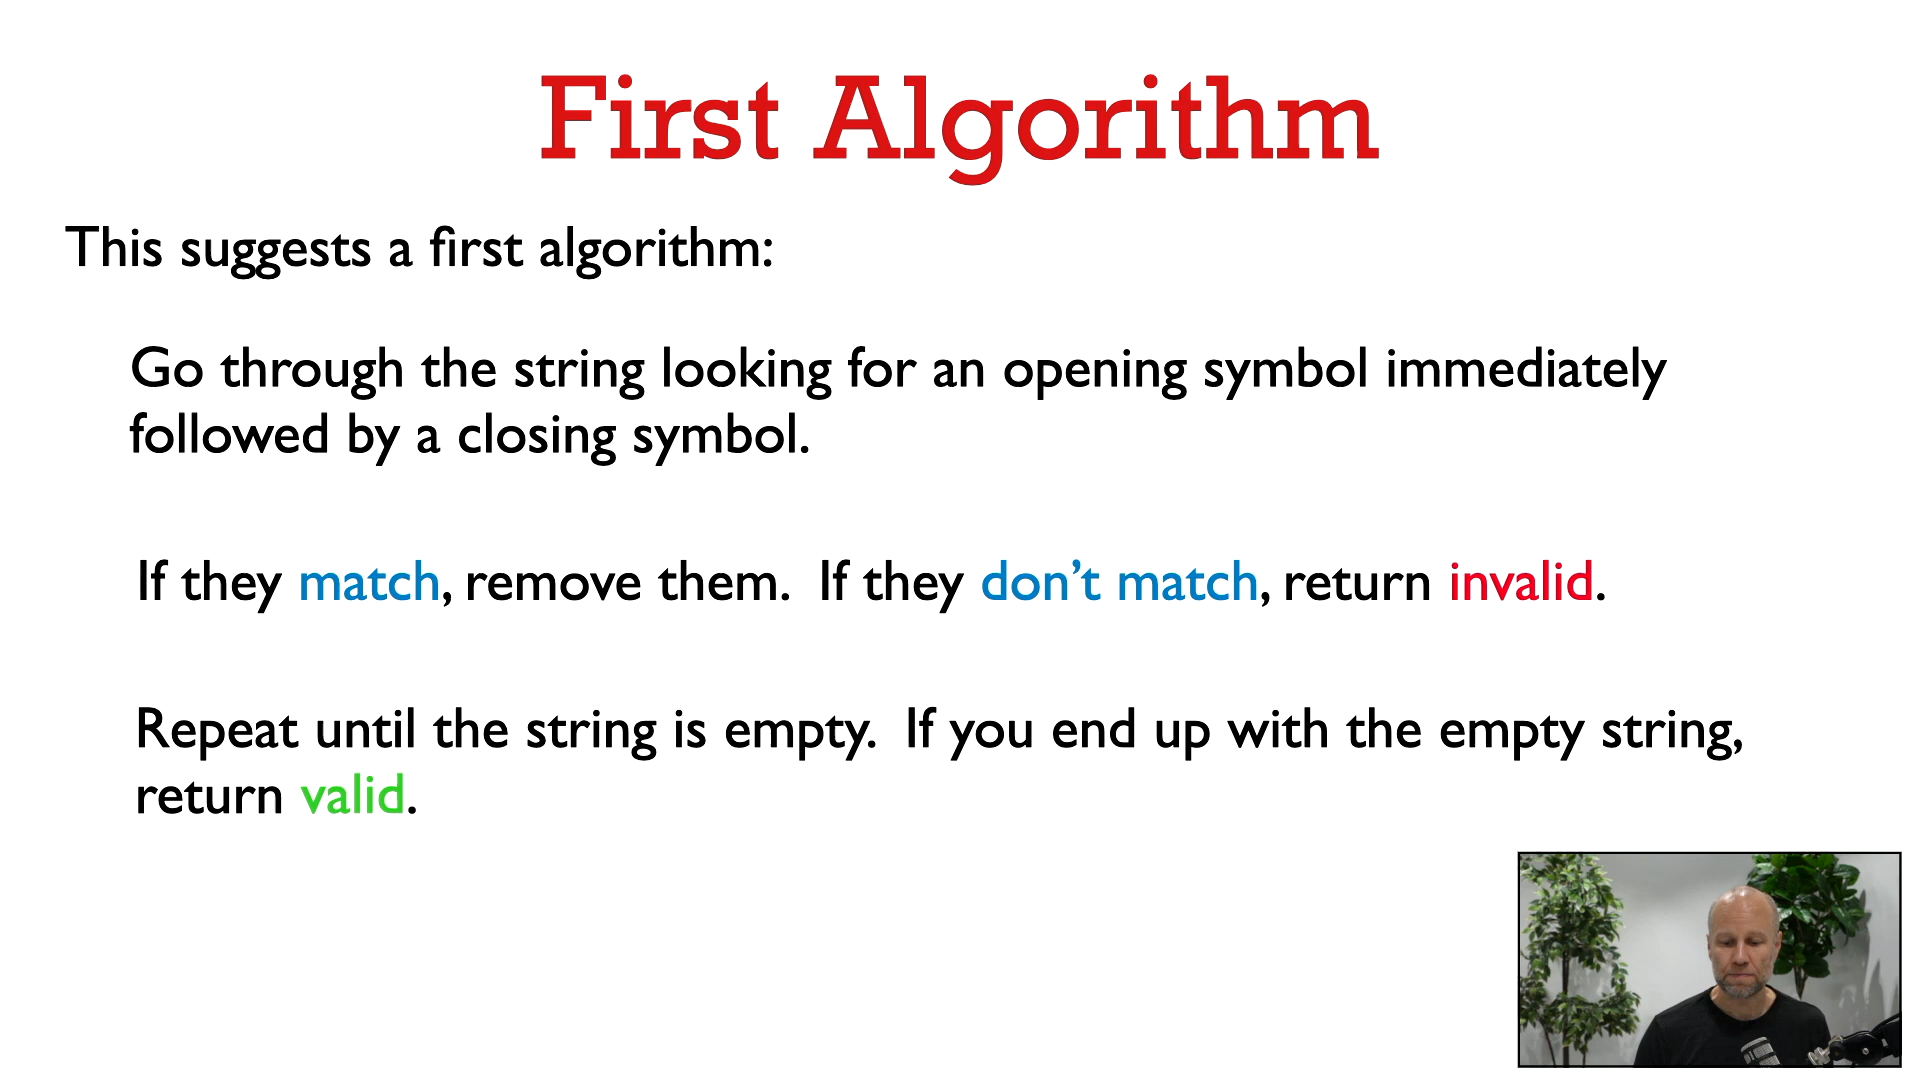 First Algorithm
This suggests a first algorithm:
Go through the string looking for an opening symbol immediately
followed by a closing symbol.
If they match, remove them.  If they don’t match, return invalid.
Repeat until the string is empty.  If you end up with the empty string,
return valid.